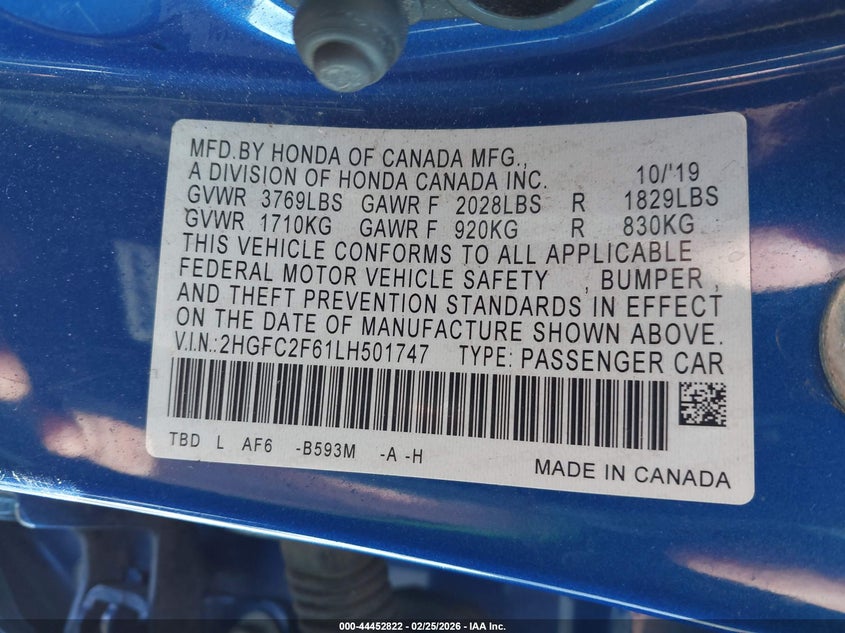 MFD.BY HONDA OF CANADA MFG.,
A DIVISION OF HONDA CANADA INC. 10/'19
GVWR 3769LBS GAWR F 2028LBS R 1829LBS
GVWR 1710KG GAWR F 920KG R 830KG
THIS VEHICLE CONFORMS TO ALL APPLICABLE
FEDERAL MOTOR VEHICLE SAFETY , BUMPER ,
AND THEFT PREVENTION STANDARDS IN EFFECT
ON THE DATE OF MANUFACTURE SHOWN ABOVE.
V.I.N.:2HGFC2F61LH501747 TYPE: PASSENGER CAR
TBD L AF6 -B593M -A -H
MADE IN CANADA
000-44452822 - 02/25/2026 - IAA Inc.